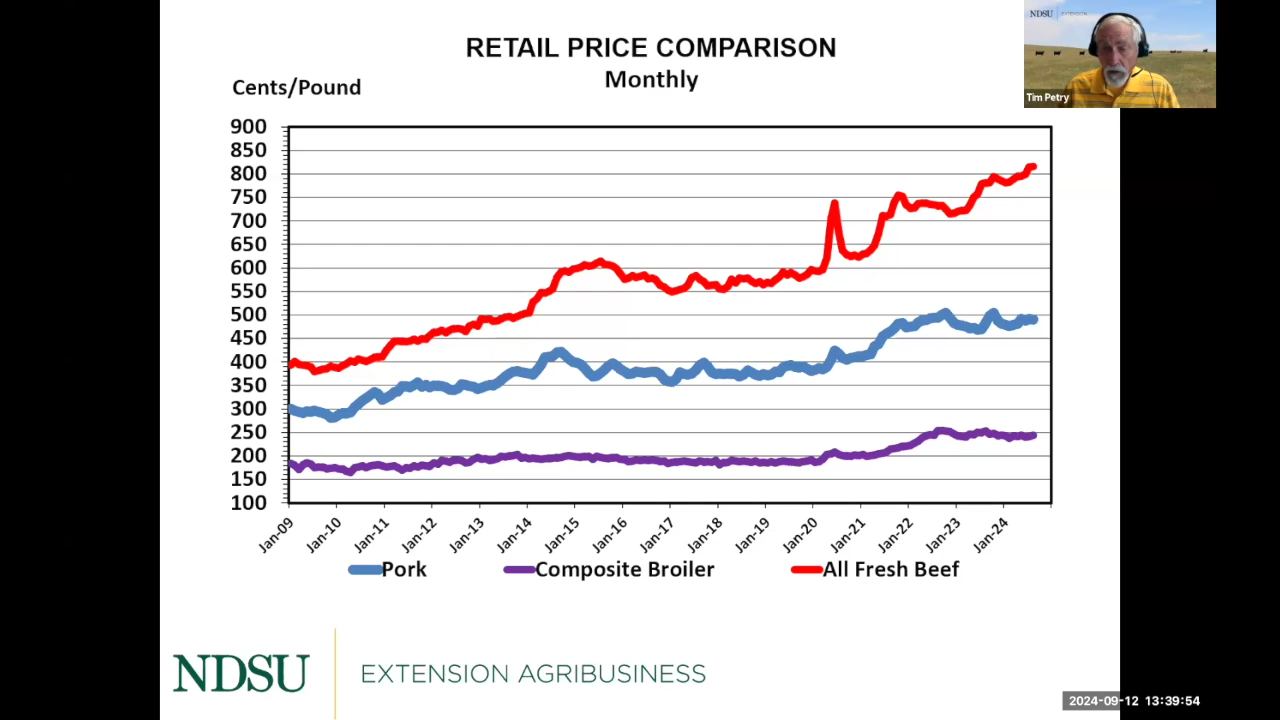 RETAIL PRICE COMPARISON
Monthly
Cents/Pound
NDSU EXTENSION
Tim Petry
900
850
800
750
700
650
600
550
500
450
400
350
300
250
200
150
100
Jan-09 Jan-10 Jan-11 Jan-12 Jan-13 Jan-14 Jan-15 Jan-16 Jan-17 Jan-18 Jan-19 Jan-20 Jan-21 Jan-22 Jan-23 Jan-24
Pork Composite Broiler All Fresh Beef
NDSU EXTENSION AGRIBUSINESS
2024-09-12 13:39:54